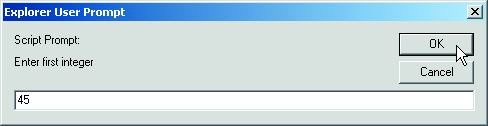 Explorer User Prompt
Script Prompt:
OK
Enter first integer
Cancel
45